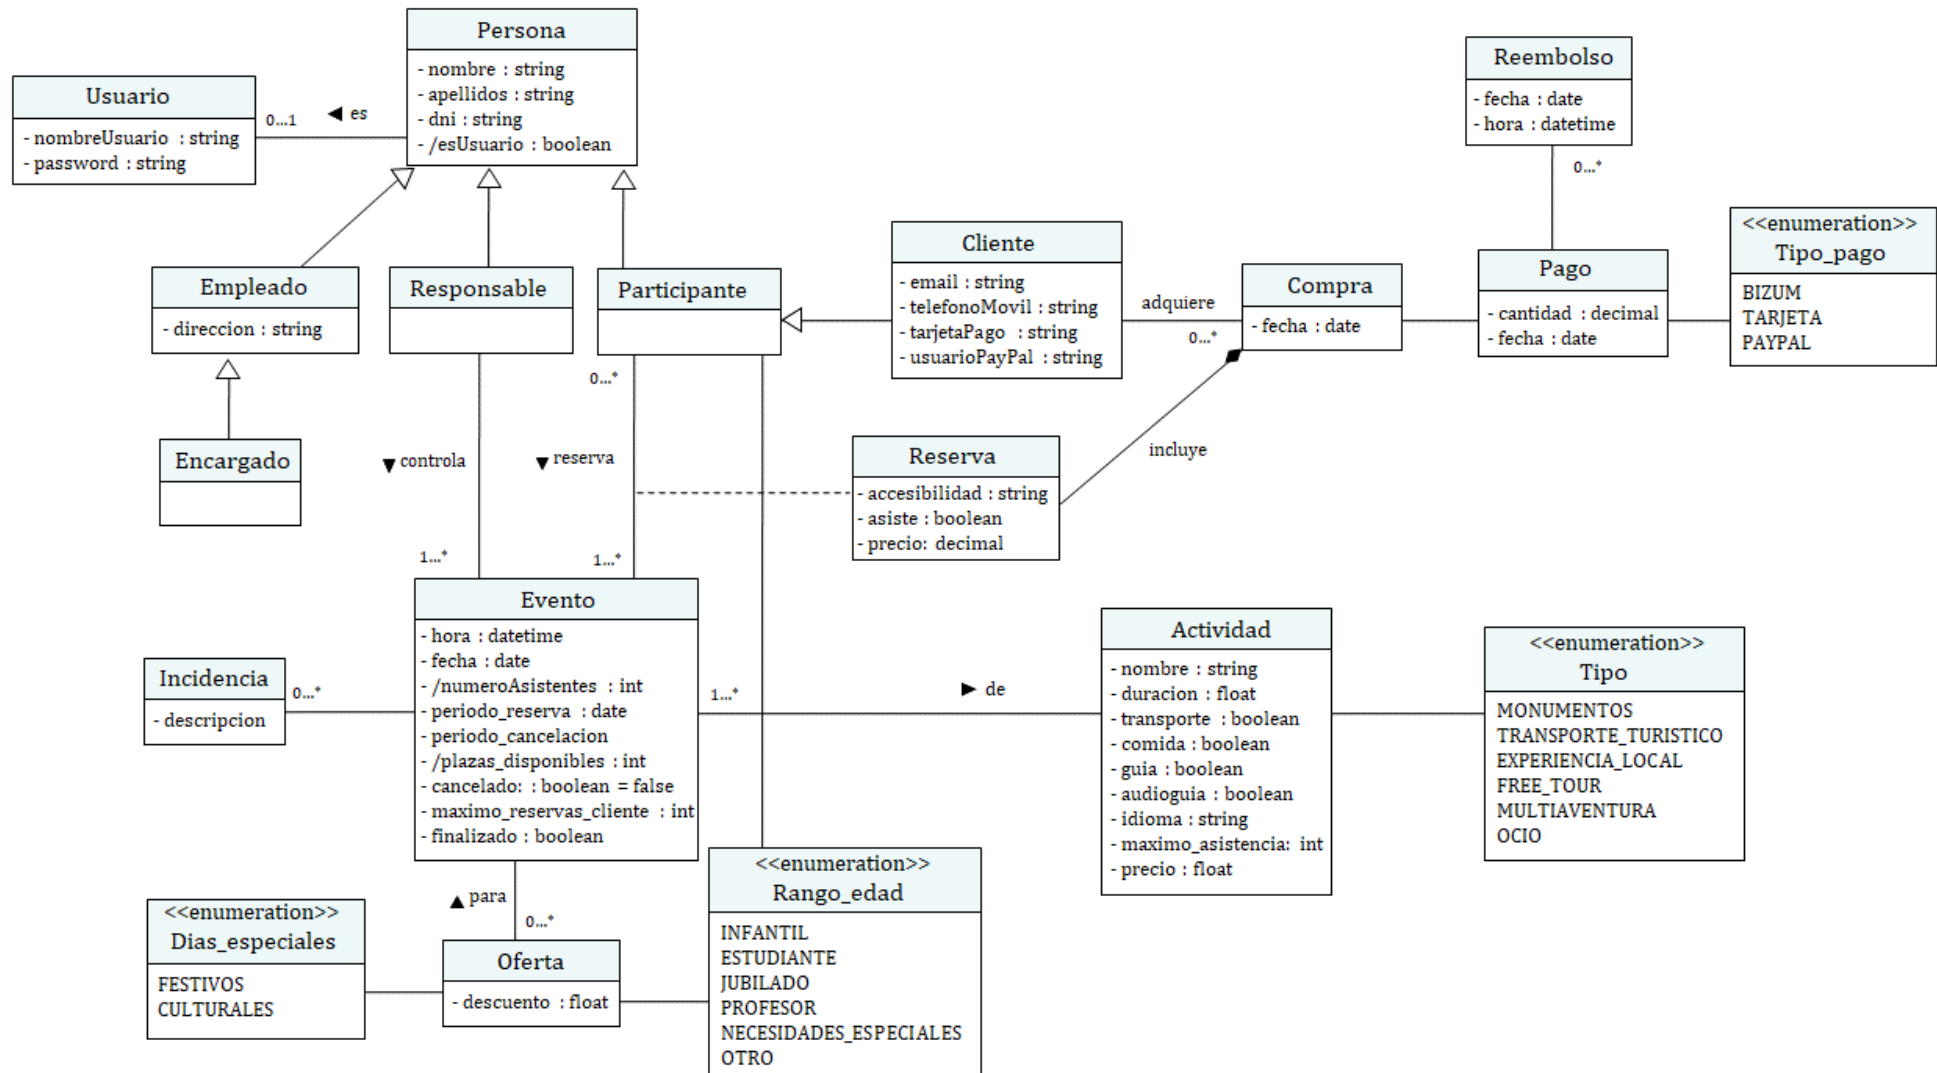 Persona
- nombre : string
- apellidos : string
- dni : string
- /esUsuario : boolean
Usuario
- nombreUsuario : string
- password : string
0...1
◄ es
Reembolso
- fecha : date
- hora : datetime
0...*
Empleado
- direccion : string
Responsable
Participante
Cliente
- email : string
- telefonoMovil : string
- tarjetaPago : string
- usuarioPayPal : string
adquiere
0...*
Compra
- fecha : date
Pago
- cantidad : decimal
- fecha : date
<<enumeration>>
Tipo_pago
BIZUM
TARJETA
PAYPAL
Encargado
▼ controla
1...*
0...*
▼ reserva
1...*
Reserva
- accesibilidad : string
- asiste : boolean
- precio: decimal
incluye
Incidencia
- descripcion
0...*
Evento
- hora : datetime
- fecha : date
- /numeroAsistentes : int
- periodo_reserva : date
- periodo_cancelacion
- /plazas_disponibles : int
- cancelado: : boolean = false
- maximo_reservas_cliente : int
- finalizado : boolean
1...*
► de
Actividad
- nombre : string
- duracion : float
- transporte : boolean
- comida : boolean
- guia : boolean
- audioguia : boolean
- idioma : string
- maximo_asistencia: int
- precio : float
<<enumeration>>
Tipo
MONUMENTOS
TRANSPORTE_TURISTICO
EXPERIENCIA_LOCAL
FREE_TOUR
MULTIAVENTURA
OCIO
▲ para
0...*
<<enumeration>>
Dias_especiales
FESTIVOS
CULTURALES
Oferta
- descuento : float
<<enumeration>>
Rango_edad
INFANTIL
ESTUDIANTE
JUBILADO
PROFESOR
NECESIDADES_ESPECIALES
OTRO